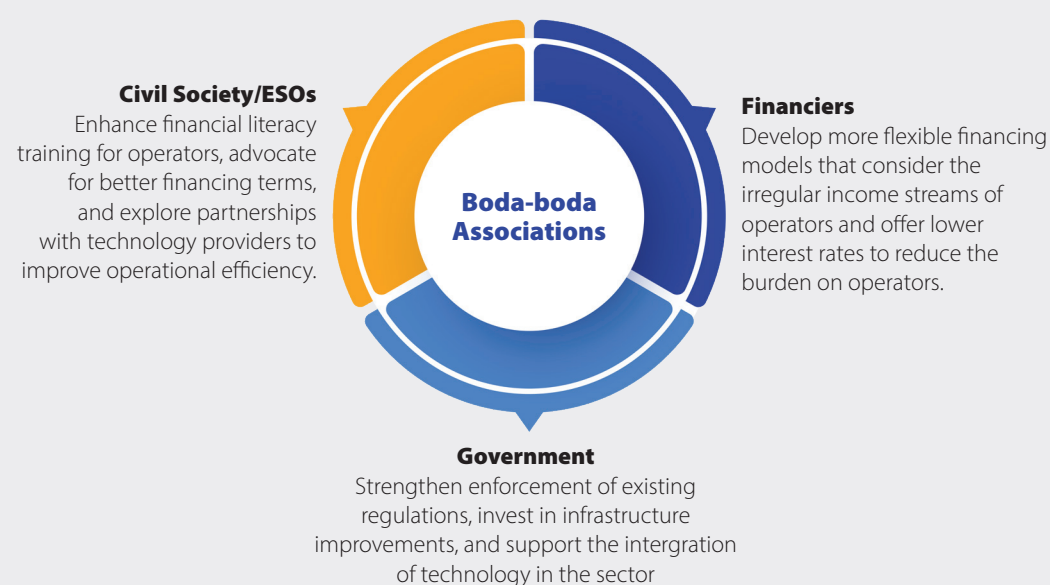 Civil Society/ESOs
Enhance financial literacy
training for operators, advocate
for better financing terms,
and explore partnerships
with technology providers to
improve operational efficiency.
Boda-boda
Associations
Financiers
Develop more flexible financing
models that consider the
irregular income streams of
operators and offer lower
interest rates to reduce the
burden on operators.
Government
Strengthen enforcement of existing
regulations, invest in infrastructure
improvements, and support the intergration
of technology in the sector